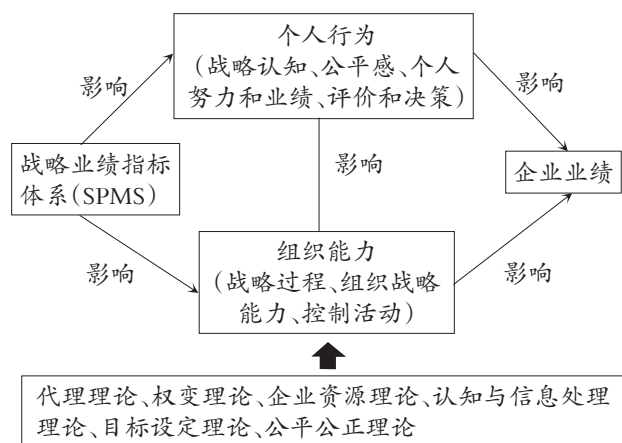 个人行为
(战略认知、公平感、个人
努力和业绩、评价和决策)
影响
影响
战略业绩指标
体系(SPMS)
影响
企业业绩
组织能力
(战略过程、组织战略
能力、控制活动)
影响
影响
代理理论、权变理论、企业资源理论、认知与信息处理
理论、目标设定理论、公平公正理论